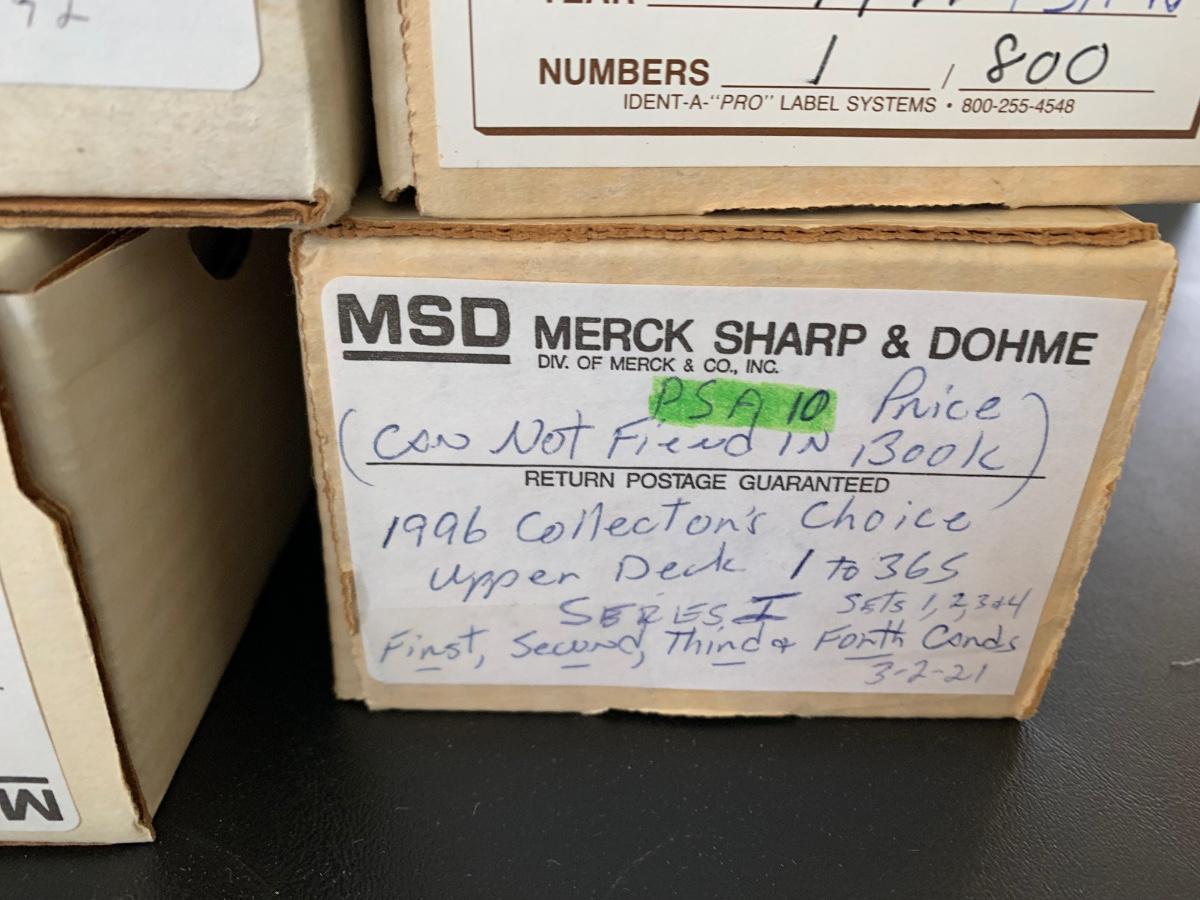 NUMBERS 1 / 800
IDENT-A-"PRO" LABEL SYSTEMS • 800-255-4548
MSD MERCK SHARP & DOHME
DIV. OF MERCK & CO., INC.
PSA 10 Price
(Can Not Fiend IN Book)
RETURN POSTAGE GUARANTEED
1996 Collector's Choice
Upper Deck 1 to 365
SERIES I Sets 1, 2, 3 & 4
First, Second, Third & Forth Cards
3-2-21